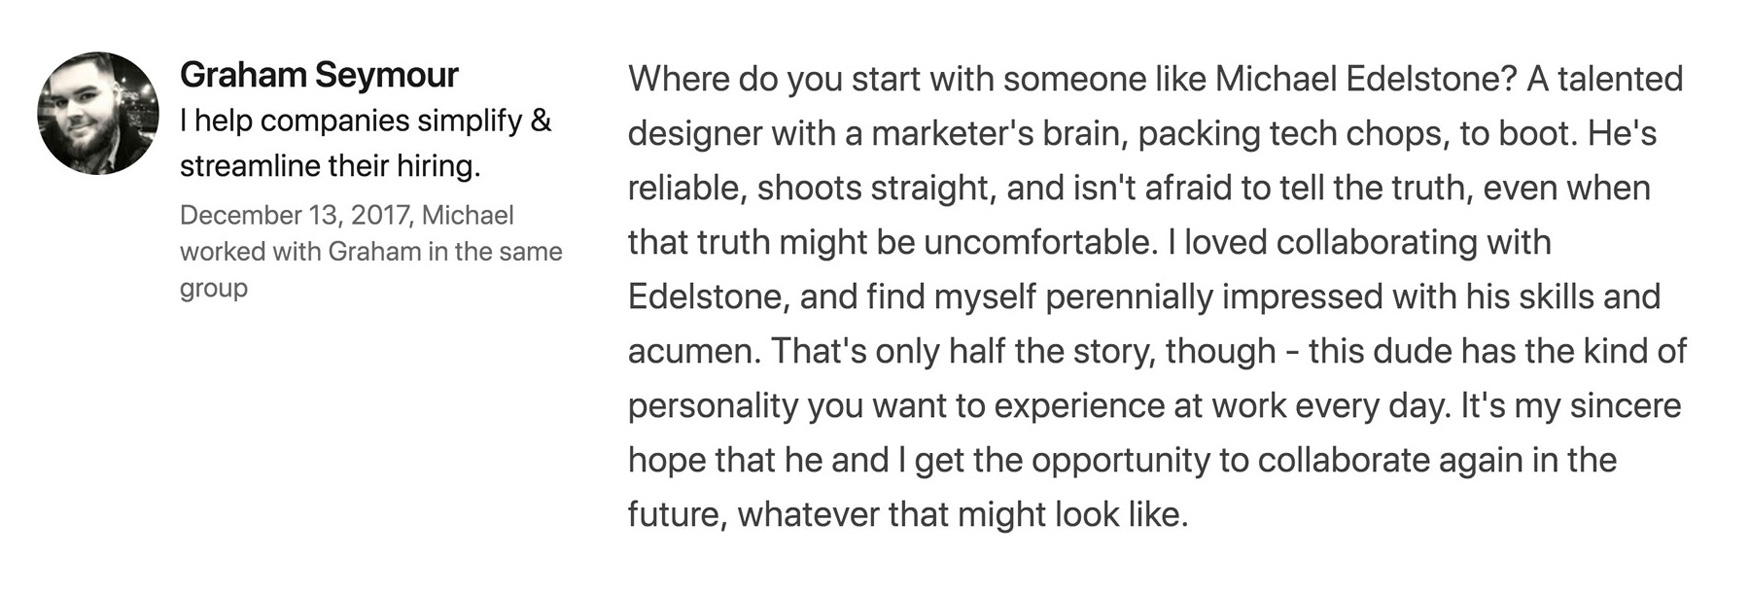 Graham Seymour
I help companies simplify &
streamline their hiring.
December 13, 2017, Michael
worked with Graham in the same
group
Where do you start with someone like Michael Edelstone? A talented
designer with a marketer's brain, packing tech chops, to boot. He's
reliable, shoots straight, and isn't afraid to tell the truth, even when
that truth might be uncomfortable. I loved collaborating with
Edelstone, and find myself perennially impressed with his skills and
acumen. That's only half the story, though - this dude has the kind of
personality you want to experience at work every day. It's my sincere
hope that he and I get the opportunity to collaborate again in the
future, whatever that might look like.